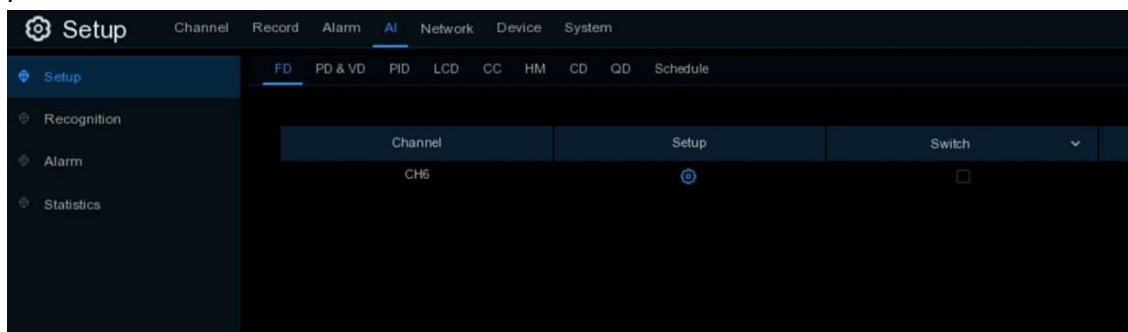 Setup Channel Record Alarm AI Network Device System
Setup
FD PD & VD PID LCD CC HM CD QD Schedule
Recognition
Channel Setup Switch
Alarm
CH6
Statistics